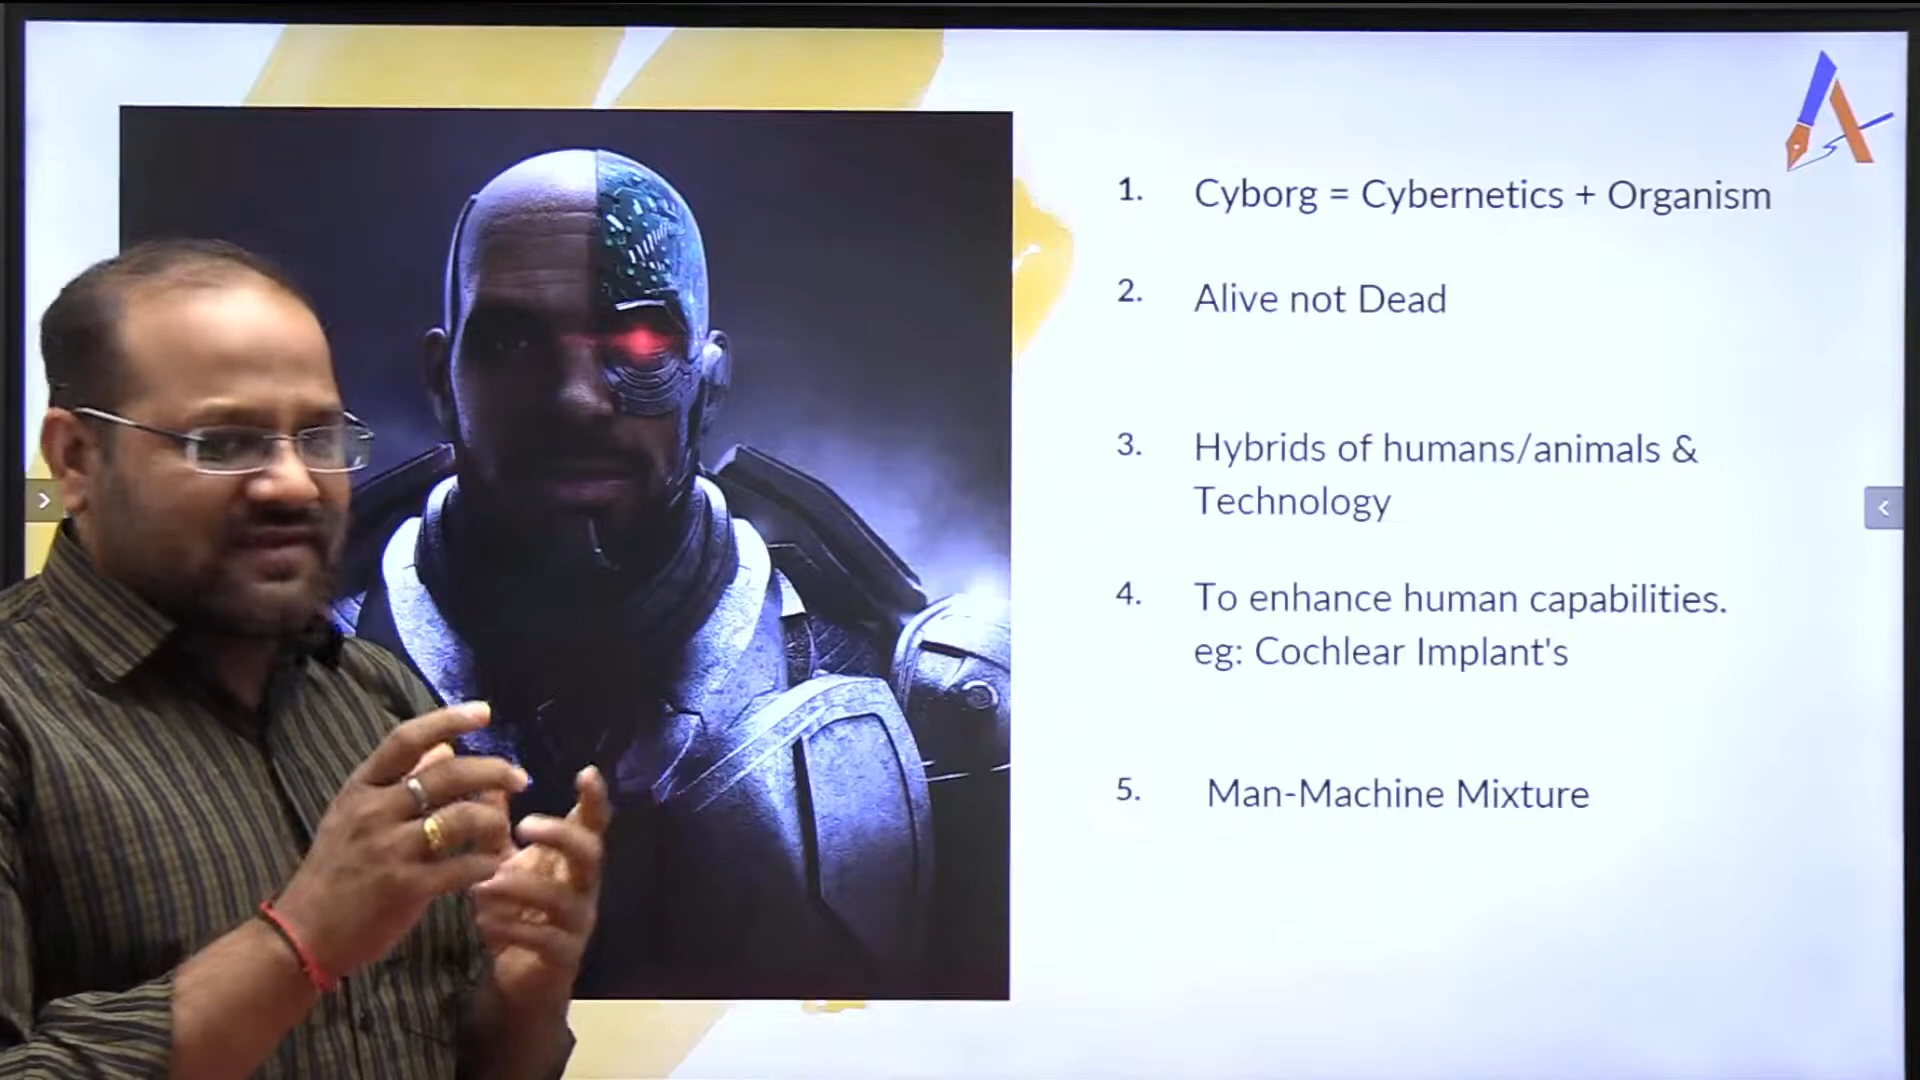 1. Cyborg = Cybernetics + Organism
2. Alive not Dead
3. Hybrids of humans/animals &
Technology
4. To enhance human capabilities.
eg: Cochlear Implant's
5. Man-Machine Mixture